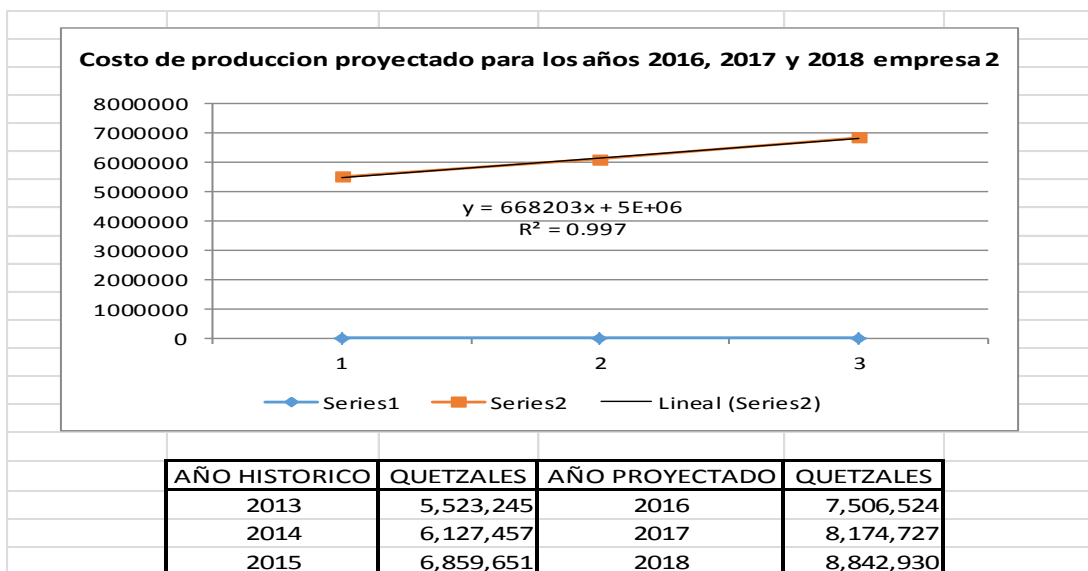 Costo de produccion proyectado para los años 2016, 2017 y 2018 empresa 2
8000000
7000000
6000000
5000000
4000000
3000000
2000000
1000000
0
y = 668203x + 5E+06
R² = 0.997
1 2 3
Series1 Series2 Lineal (Series2)
AÑO HISTORICO QUETZALES AÑO PROYECTADO QUETZALES
2013 5,523,245 2016 7,506,524
2014 6,127,457 2017 8,174,727
2015 6,859,651 2018 8,842,930